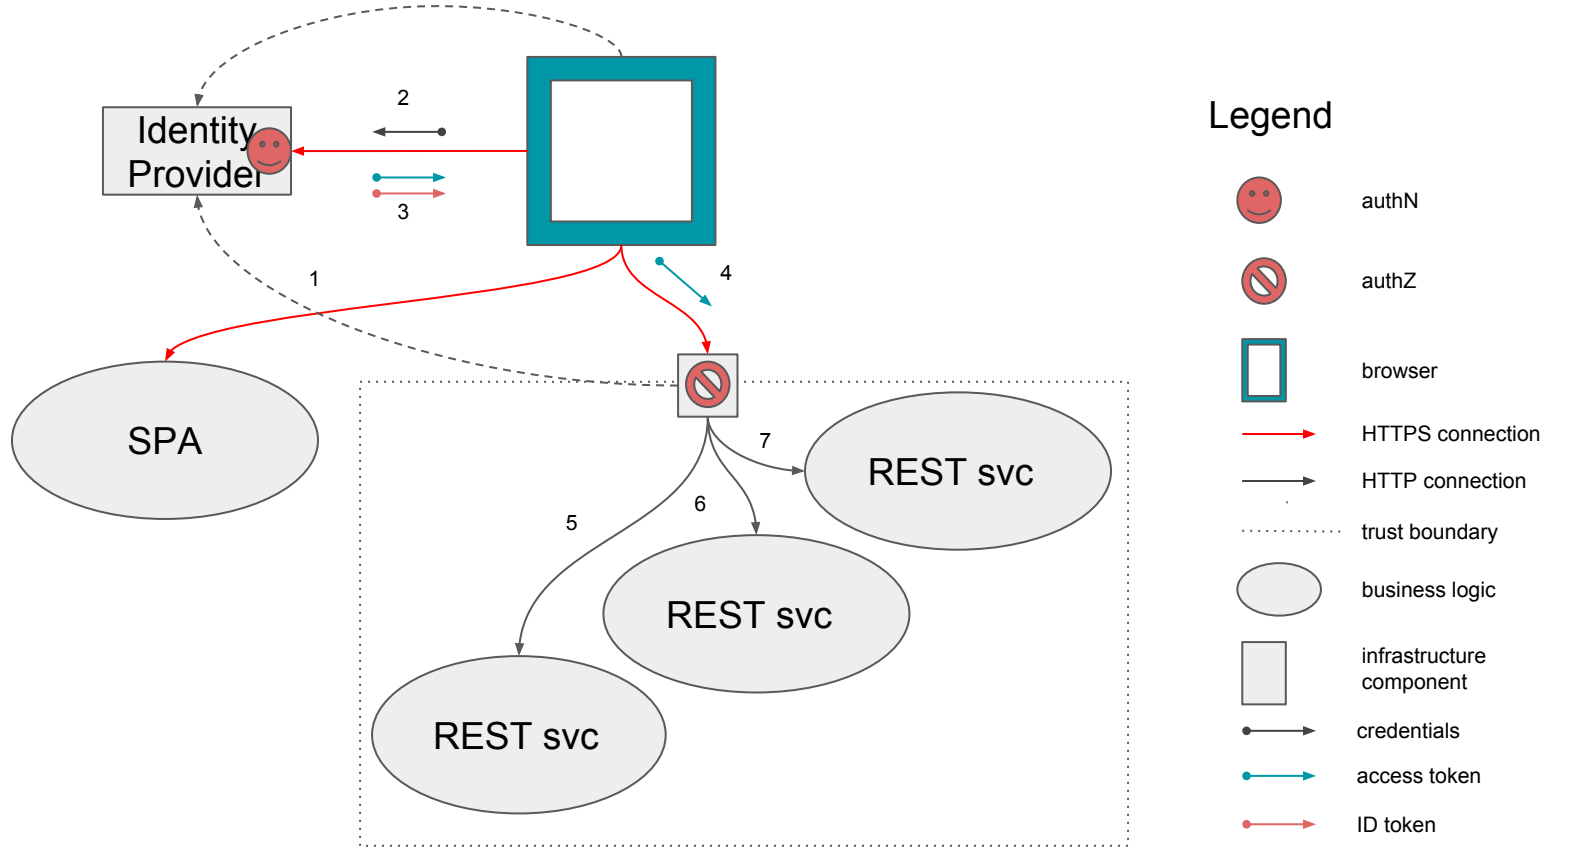 2
Identity
Provider
3
1
4
SPA
7
REST svc
6
5
REST svc
REST svc
Legend
authN
authZ
browser
HTTPS connection
HTTP connection
trust boundary
business logic
infrastructure
component
credentials
access token
ID token